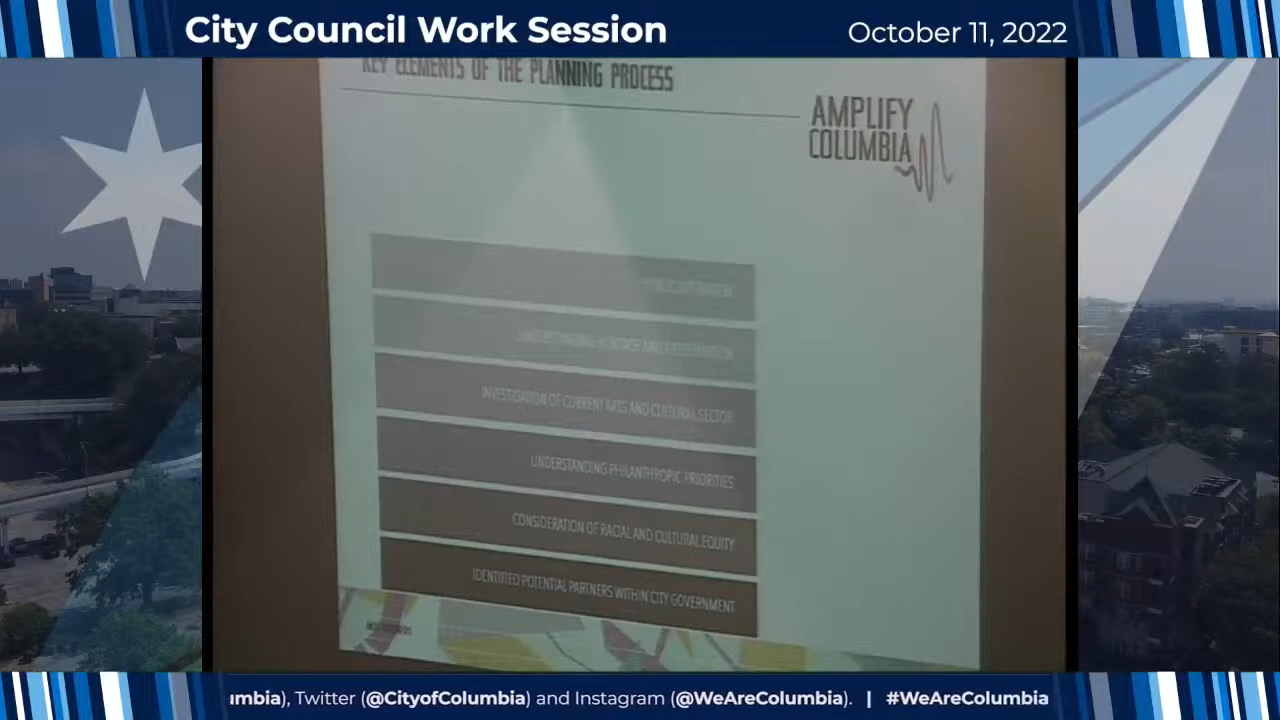 City Council Work Session
October 11, 2022
KEY ELEMENTS OF THE PLANNING PROCESS
AMPLIFY
COLUMBIA
INVESTIGATION OF CURRENT ARTS AND CULTURAL SECTOR
UNDERSTANDING PHILANTHROPIC PRIORITIES
CONSIDERATION OF RACIAL AND CULTURAL EQUITY
IDENTIFIED POTENTIAL PARTNERS WITHIN CITY GOVERNMENT
umbia), Twitter (@CityofColumbia) and Instagram (@WeAreColumbia). | #WeAreColumbia